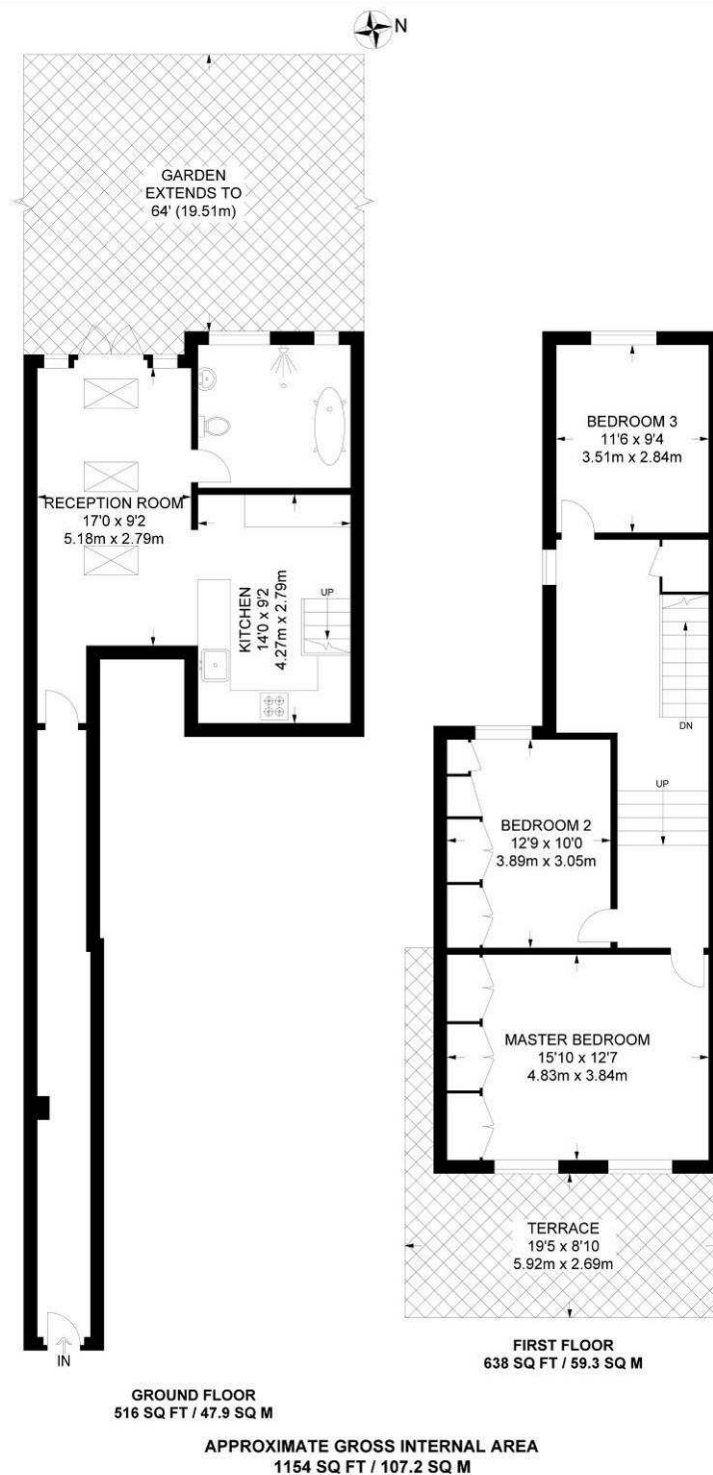 N
GARDEN
EXTENDS TO
64' (19.51m)
RECEPTION ROOM
17'0 x 9'2
5.18m x 2.79m
KITCHEN
14'0 x 9'2
4.27m x 2.79m
UP
IN
GROUND FLOOR
516 SQ FT / 47.9 SQ M
BEDROOM 3
11'6 x 9'4
3.51m x 2.84m
DN
UP
BEDROOM 2
12'9 x 10'0
3.89m x 3.05m
MASTER BEDROOM
15'10 x 12'7
4.83m x 3.84m
TERRACE
19'5 x 8'10
5.92m x 2.69m
FIRST FLOOR
638 SQ FT / 59.3 SQ M
APPROXIMATE GROSS INTERNAL AREA
1154 SQ FT / 107.2 SQ M